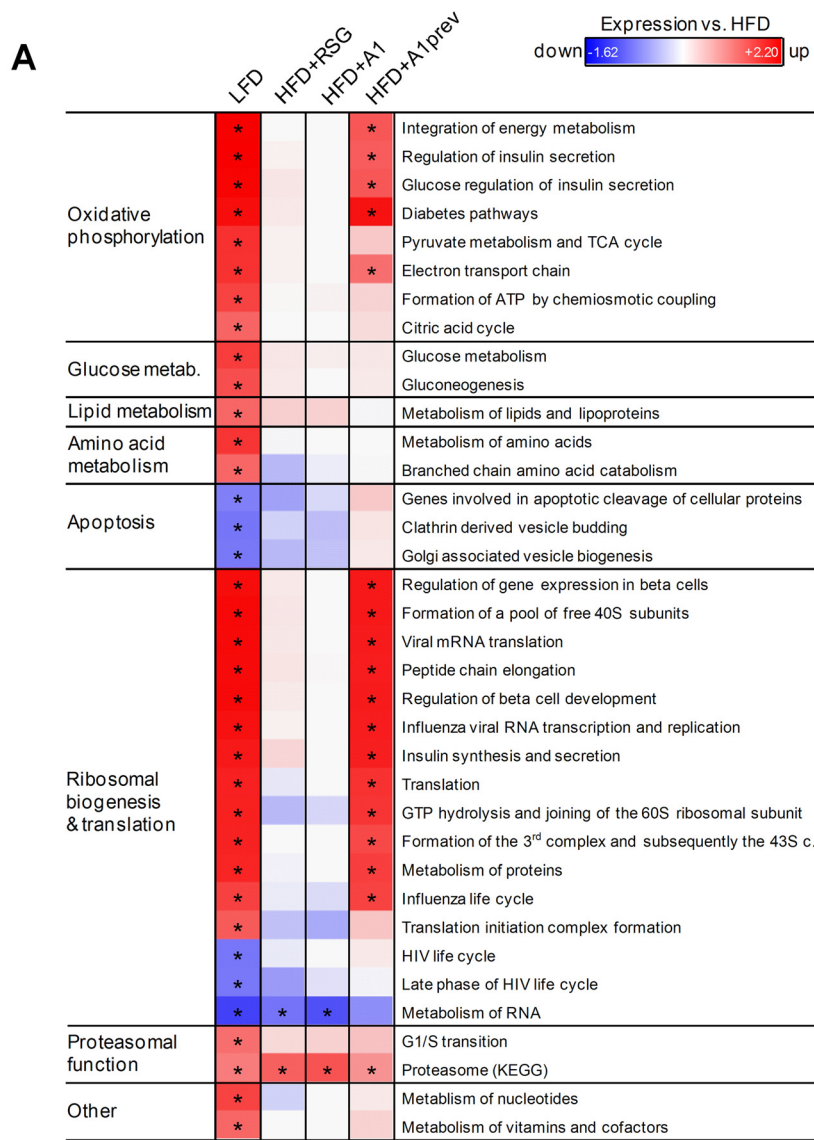 A
Expression vs. HFD
down -1.62 +2.20 up
LFD
HFD+RSG
HFD+A1
HFD+A1prev
Oxidative
phosphorylation
* * Integration of energy metabolism
* * Regulation of insulin secretion
* * Glucose regulation of insulin secretion
* * Diabetes pathways
* Pyruvate metabolism and TCA cycle
* * Electron transport chain
* Formation of ATP by chemiosmotic coupling
* Citric acid cycle
Glucose metab.
* Glucose metabolism
* Gluconeogenesis
Lipid metabolism
* Metabolism of lipids and lipoproteins
Amino acid
metabolism
* Metabolism of amino acids
* Branched chain amino acid catabolism
Apoptosis
* Genes involved in apoptotic cleavage of cellular proteins
* Clathrin derived vesicle budding
* Golgi associated vesicle biogenesis
Ribosomal
biogenesis
& translation
* * Regulation of gene expression in beta cells
* * Formation of a pool of free 40S subunits
* * Viral mRNA translation
* * Peptide chain elongation
* * Regulation of beta cell development
* * Influenza viral RNA transcription and replication
* * Insulin synthesis and secretion
* * Translation
* * GTP hydrolysis and joining of the 60S ribosomal subunit
* * Formation of the 3rd complex and subsequently the 43S c.
* * Metabolism of proteins
* * Influenza life cycle
* Translation initiation complex formation
* HIV life cycle
* Late phase of HIV life cycle
* * * Metabolism of RNA
Proteasomal
function
* G1/S transition
* * * * Proteasome (KEGG)
Other
* Metablism of nucleotides
* Metabolism of vitamins and cofactors